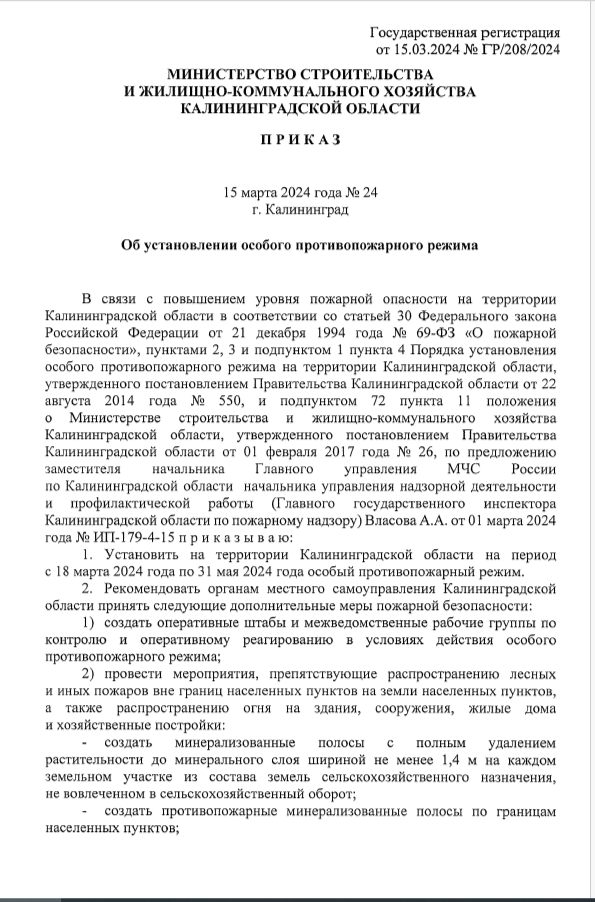 Государственная регистрация
от 15.03.2024 № ГР/208/2024
МИНИСТЕРСТВО СТРОИТЕЛЬСТВА
И ЖИЛИЩНО-КОММУНАЛЬНОГО ХОЗЯЙСТВА
КАЛИНИНГРАДСКОЙ ОБЛАСТИ
П Р И К А З
15 марта 2024 года № 24
г. Калининград
Об установлении особого противопожарного режима
В связи с повышением уровня пожарной опасности на территории
Калининградской области в соответствии со статьей 30 Федерального закона
Российской Федерации от 21 декабря 1994 года № 69-ФЗ «О пожарной
безопасности», пунктами 2, 3 и подпунктом 1 пункта 4 Порядка установления
особого противопожарного режима на территории Калининградской области,
утвержденного постановлением Правительства Калининградской области от 22
августа 2014 года № 550, и подпунктом 72 пункта 11 положения
о Министерстве строительства и жилищно-коммунального хозяйства
Калининградской области, утвержденного постановлением Правительства
Калининградской области от 01 февраля 2017 года № 26, по предложению
заместителя начальника Главного управления МЧС России
по Калининградской области начальника управления надзорной деятельности
и профилактической работы (Главного государственного инспектора
Калининградской области по пожарному надзору) Власова А.А. от 01 марта 2024
года № ИП-179-4-15 п р и к а з ы в а ю:
1. Установить на территории Калининградской области на период
с 18 марта 2024 года по 31 мая 2024 года особый противопожарный режим.
2. Рекомендовать органам местного самоуправления Калининградской
области принять следующие дополнительные меры пожарной безопасности:
1) создать оперативные штабы и межведомственные рабочие группы по
контролю и оперативному реагированию в условиях действия особого
противопожарного режима;
2) провести мероприятия, препятствующие распространению лесных
и иных пожаров вне границ населенных пунктов на земли населенных пунктов,
а также распространению огня на здания, сооружения, жилые дома
и хозяйственные постройки:
- создать минерализованные полосы с полным удалением
растительности до минерального слоя шириной не менее 1,4 м на каждом
земельном участке из состава земель сельскохозяйственного назначения,
не вовлеченном в сельскохозяйственный оборот;
- создать противопожарные минерализованные полосы по границам
населенных пунктов;